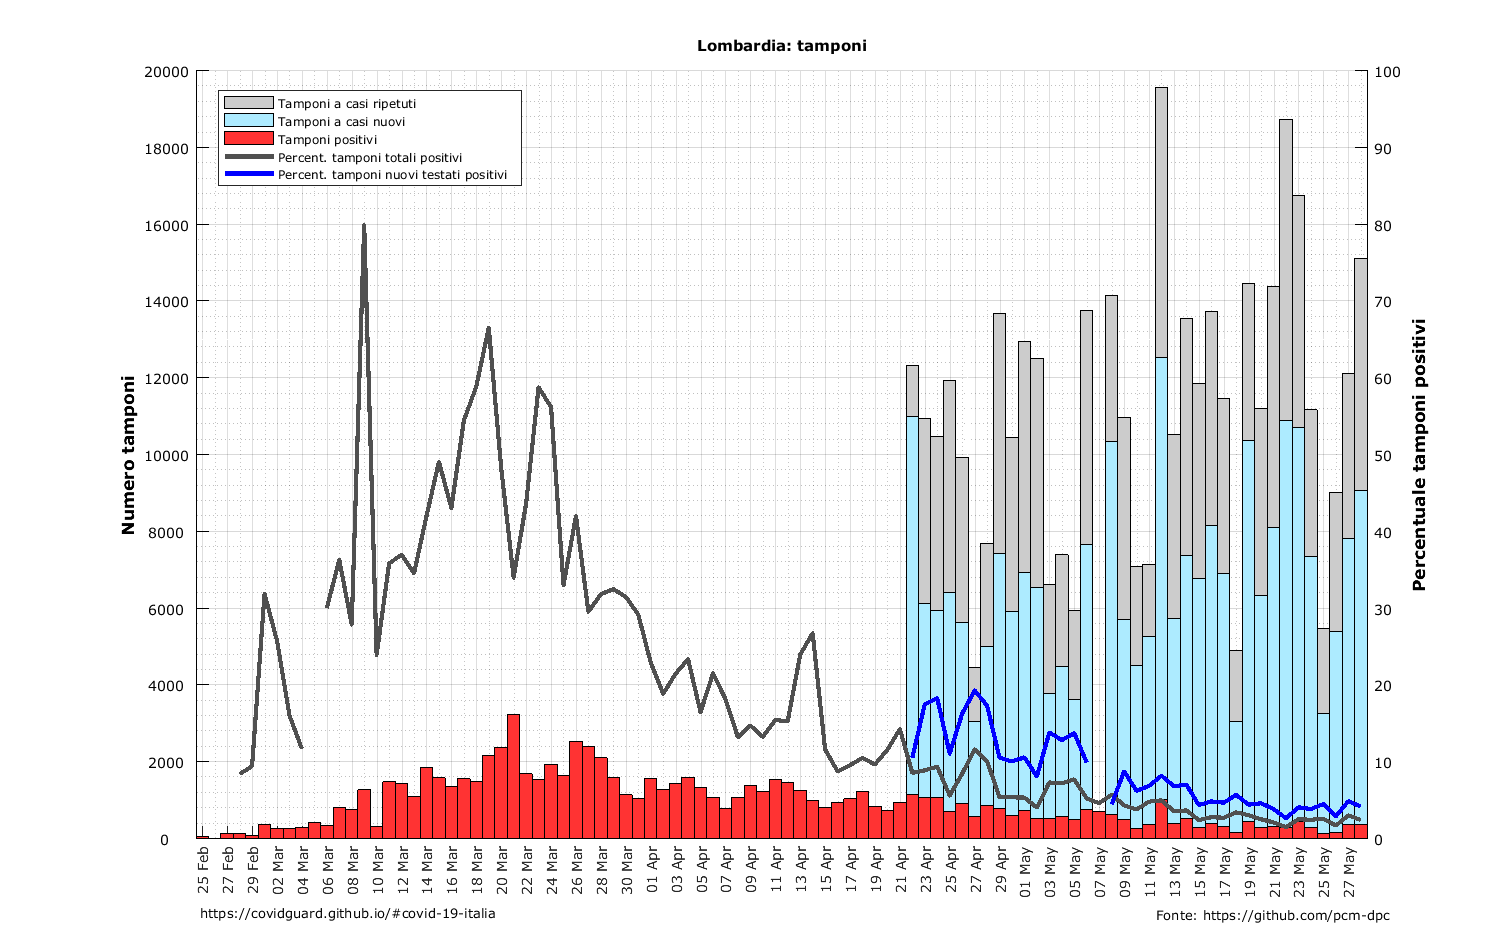 Lombardia: tamponi
Tamponi a casi ripetuti
Tamponi a casi nuovi
Tamponi positivi
Percent. tamponi totali positivi
Percent. tamponi nuovi testati positivi
Numero tamponi
20000
18000
16000
14000
12000
10000
8000
6000
4000
2000
0
Percentuale tamponi positivi
100
90
80
70
60
50
40
30
20
10
0
25 Feb
27 Feb
29 Feb
02 Mar
04 Mar
06 Mar
08 Mar
10 Mar
12 Mar
14 Mar
16 Mar
18 Mar
20 Mar
22 Mar
24 Mar
26 Mar
28 Mar
30 Mar
01 Apr
03 Apr
05 Apr
07 Apr
09 Apr
11 Apr
13 Apr
15 Apr
17 Apr
19 Apr
21 Apr
23 Apr
25 Apr
27 Apr
29 Apr
01 May
03 May
05 May
07 May
09 May
11 May
13 May
15 May
17 May
19 May
21 May
23 May
25 May
27 May
https://covidguard.github.io/#covid-19-italia
Fonte: https://github.com/pcm-dpc